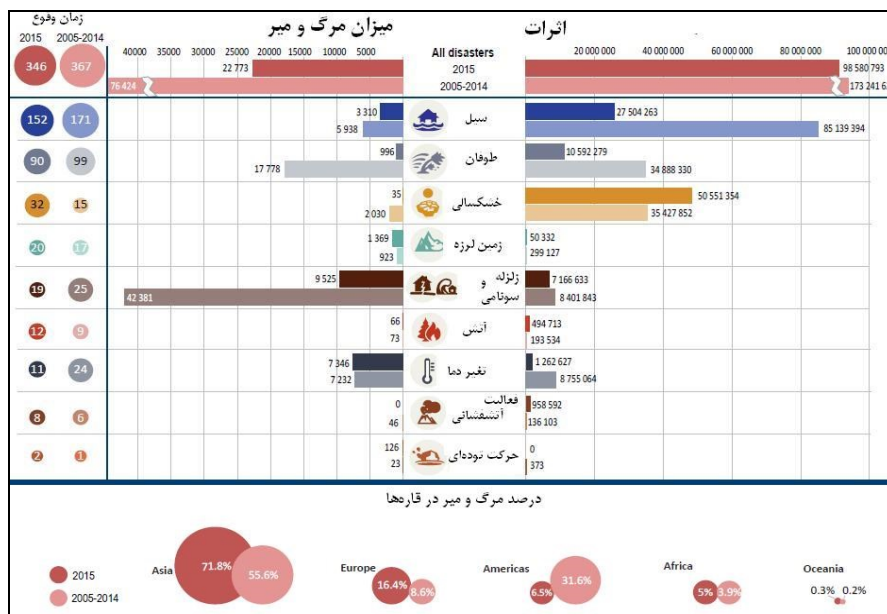 زمان وقوع
میزان مرگ و میر
اثرات
2015 2005-2014
40000 35000 30000 25000 20000 15000 10000 5000
All disasters
20 000 000 40 000 000 60 000 000 80 000 000 100 000 00
346 367
22 773
2015
98 580 793
76 424
2005-2014
173 241 6
152 171
3 310
5 938
سیل
27 504 263
85 139 394
90 99
996
17 778
طوفان
10 592 279
34 888 330
32 15
35
2 030
خشکسالی
50 551 354
35 427 852
20 17
1 369
923
زمین لرزه
50 332
299 127
19 25
9 525
42 381
زلزله و
سونامی
7 166 633
8 401 843
12 9
66
73
آتش
494 713
193 534
11 24
7 346
7 232
تغیر دما
1 262 627
8 755 064
8 6
0
46
فعالیت
آتشفشانی
958 592
136 103
2 1
126
23
حرکت توده‌ای
0
373
درصد مرگ و میر در قاره‌ها
2015
2005-2014
Asia 71.8% 55.6%
Europe 16.4% 8.6%
Americas 6.5% 31.6%
Africa 5% 3.9%
Oceania
0.3% 0.2%